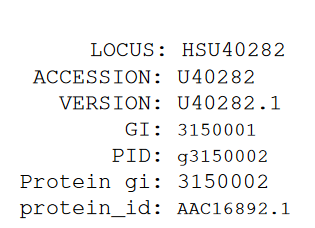 LOCUS: HSU40282
ACCESSION: U40282
VERSION: U40282.1
GI: 3150001
PID: g3150002
Protein gi: 3150002
protein_id: AAC16892.1